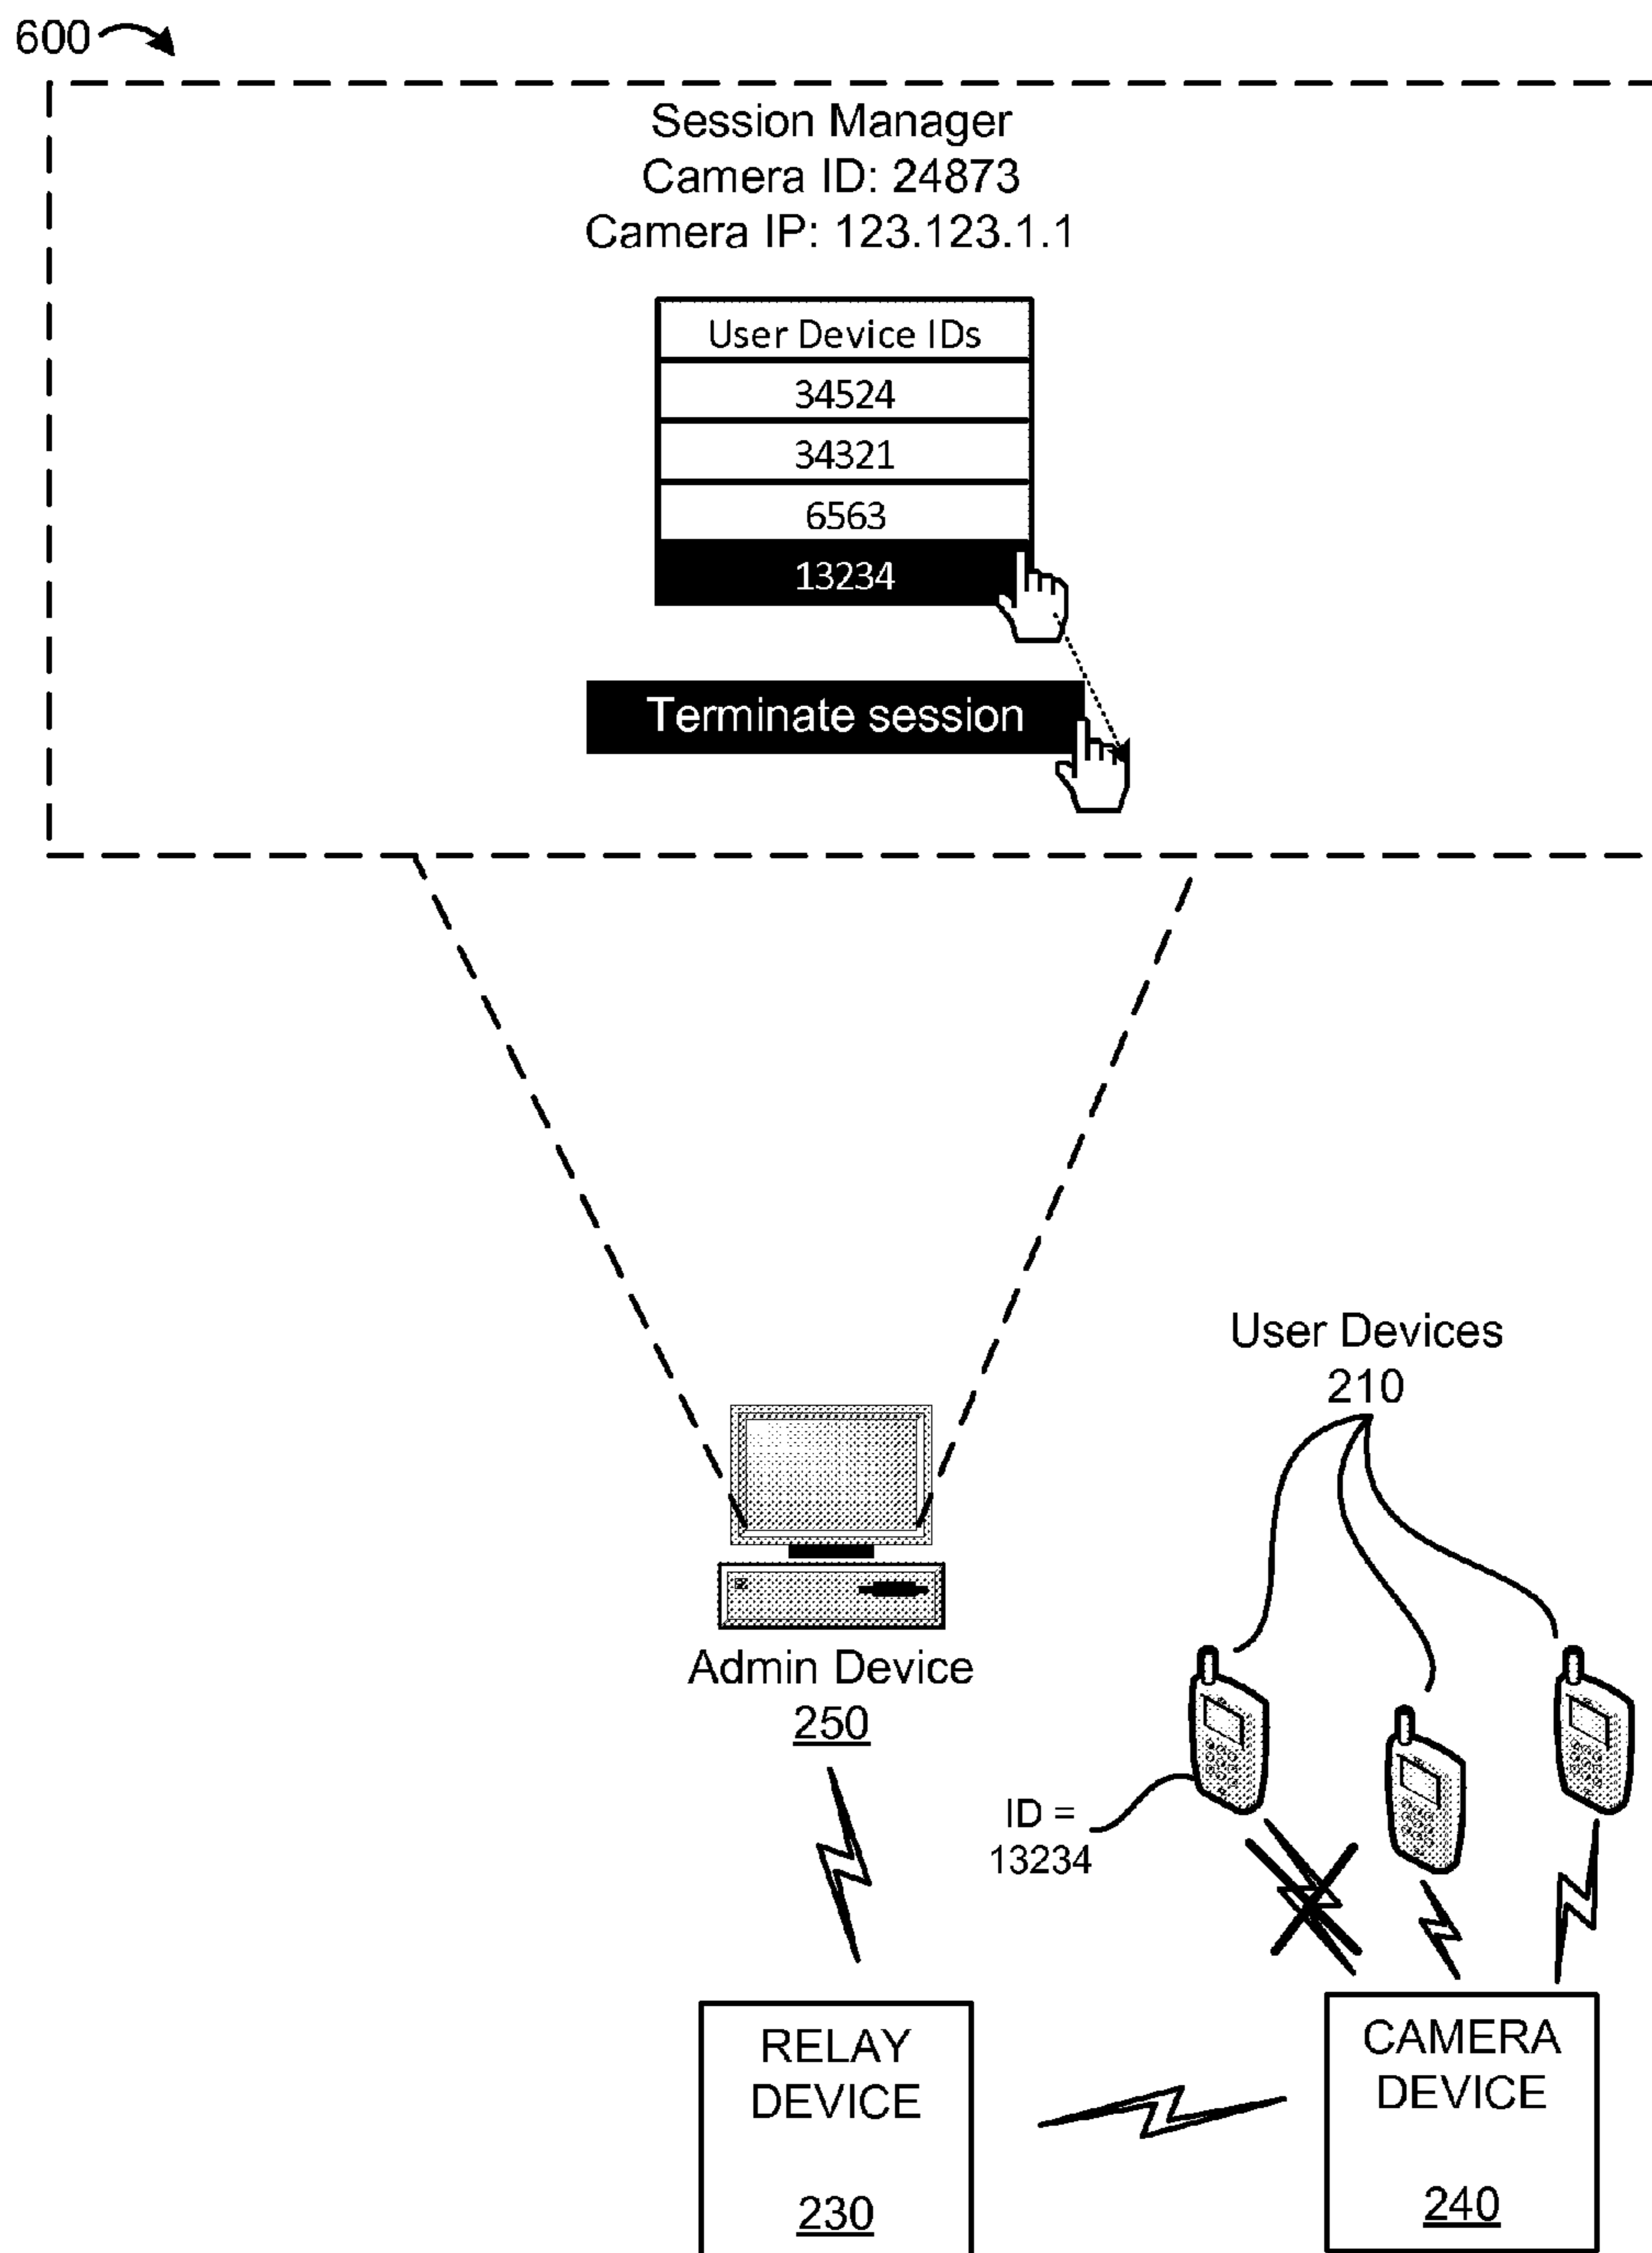 600
Session Manager
Camera ID: 24873
Camera IP: 123.123.1.1
User Device IDs
34524
34321
6563
13234
Terminate session
User Devices
210
Admin Device
250
ID =
13234
RELAY
DEVICE
230
CAMERA
DEVICE
240